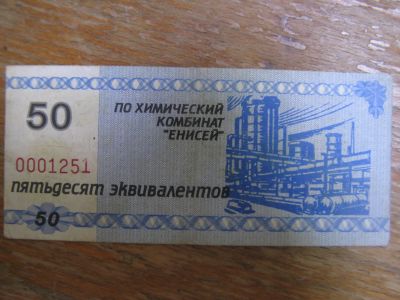 50
ПО ХИМИЧЕСКИЙ
КОМБИНАТ
"ЕНИСЕЙ"
0001251
ПЯТЬДЕСЯТ ЭКВИВАЛЕНТОВ
50